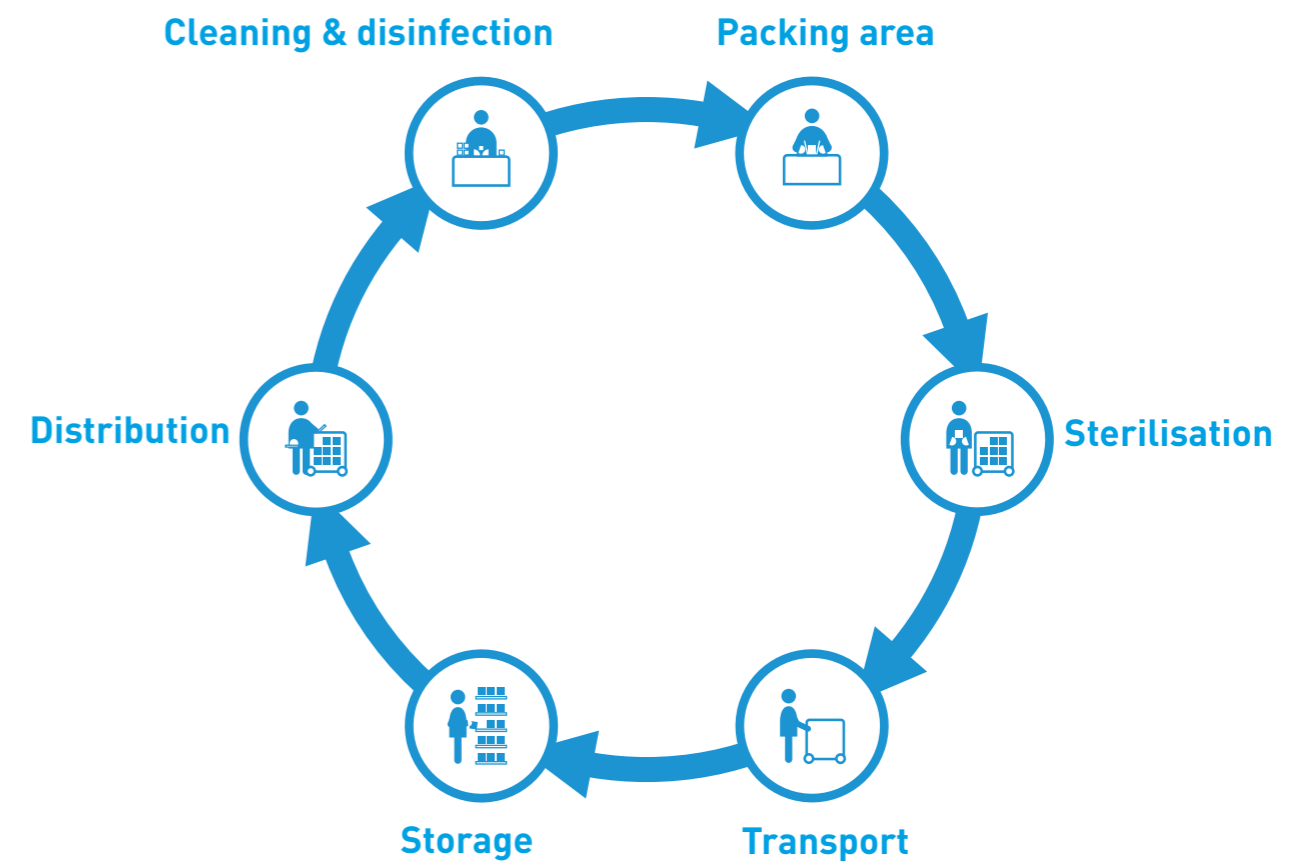 Cleaning & disinfection
Packing area
Distribution
Sterilisation
Storage
Transport